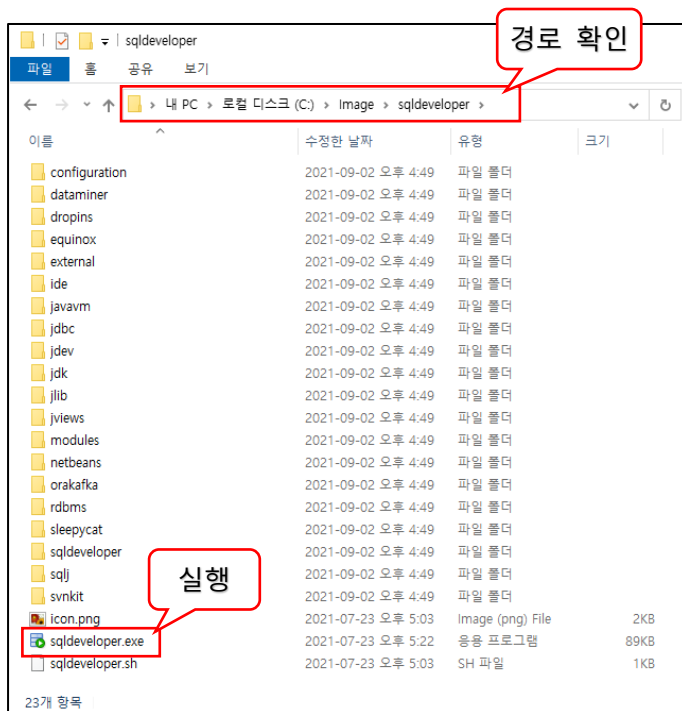 sqldeveloper
경로 확인
파일 홈 공유 보기
내 PC > 로컬 디스크 (C:) > Image > sqldeveloper >
이름 수정한 날짜 유형 크기
configuration 2021-09-02 오후 4:49 파일 폴더
dataminer 2021-09-02 오후 4:49 파일 폴더
dropins 2021-09-02 오후 4:49 파일 폴더
equinox 2021-09-02 오후 4:49 파일 폴더
external 2021-09-02 오후 4:49 파일 폴더
ide 2021-09-02 오후 4:49 파일 폴더
javavm 2021-09-02 오후 4:49 파일 폴더
jdbc 2021-09-02 오후 4:49 파일 폴더
jdev 2021-09-02 오후 4:49 파일 폴더
jdk 2021-09-02 오후 4:49 파일 폴더
jlib 2021-09-02 오후 4:49 파일 폴더
jviews 2021-09-02 오후 4:49 파일 폴더
modules 2021-09-02 오후 4:49 파일 폴더
netbeans 2021-09-02 오후 4:49 파일 폴더
orakafka 2021-09-02 오후 4:49 파일 폴더
rdbms 2021-09-02 오후 4:49 파일 폴더
sleepycat 2021-09-02 오후 4:49 파일 폴더
sqldeveloper 2021-09-02 오후 4:49 파일 폴더
sqlj 2021-09-02 오후 4:49 파일 폴더
실행
svnkit 2021-09-02 오후 4:49 파일 폴더
icon.png 2021-07-23 오후 5:03 Image (png) File 2KB
sqldeveloper.exe 2021-07-23 오후 5:22 응용 프로그램 89KB
sqldeveloper.sh 2021-07-23 오후 5:03 SH 파일 1KB
23개 항목